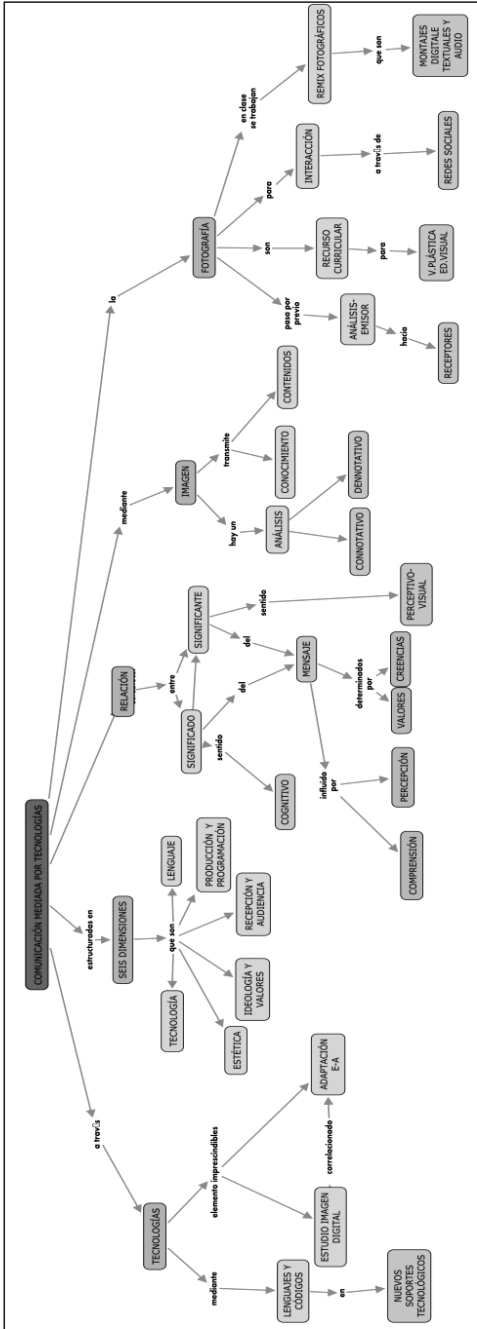 COMUNICACIÓN MEDIADA POR TECNOLOGÍAS
a través
TECNOLOGÍAS
mediante
LENGUAJES Y
CÓDIGOS
en
NUEVOS
SOPORTES
TECNOLÓGICOS
elemento imprescindibles
ESTUDIO IMAGEN
DIGITAL
correlacionado
ADAPTACIÓN
E-A
estructuradas en
SEIS DIMENSIONES
que son
TECNOLOGÍA
LENGUAJE
ESTÉTICA
PRODUCCIÓN Y
PROGRAMACIÓN
IDEOLOGÍA Y
VALORES
RECEPCIÓN Y
AUDIENCIA
RELACIÓN
entre
SIGNIFICADO
SIGNIFICANTE
sentido
COGNITIVO
del
del
MENSAJE
sentido
PERCEPTIVO-
VISUAL
influido
por
COMPRENSIÓN
PERCEPCIÓN
determinados
por
VALORES
CREENCIAS
mediante
IMAGEN
hay un
ANÁLISIS
CONNOTATIVO
DENNOTATIVO
transmite
CONOCIMIENTO
CONTENIDOS
la
FOTOGRAFÍA
pasa por
previo
ANÁLISIS-
EMISOR
hacia
RECEPTORES
son
RECURSO
CURRICULAR
para
V.PLÁSTICA
ED.VISUAL
para
INTERACCIÓN
a través de
REDES SOCIALES
en clase
se trabajan
REMIX FOTOGRÁFICOS
que son
MONTAJES
DIGITALE
TEXTUALES Y
AUDIO